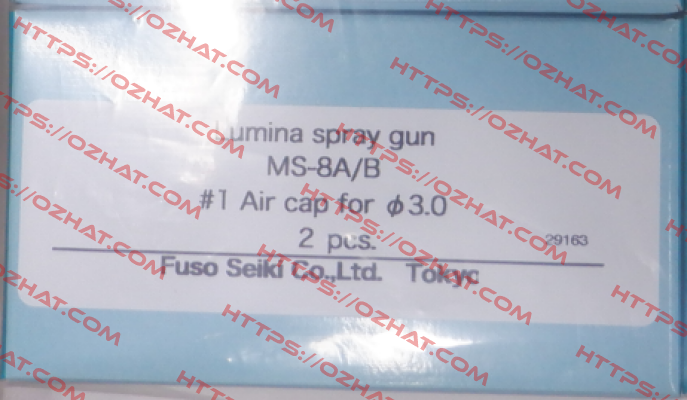 Lumina spray gun
MS-8A/B
#1 Air cap for φ3.0
2 pcs.
29163
Fuso Seiki Co.,Ltd. Tokyo
HTTPS://OZHAT.COM